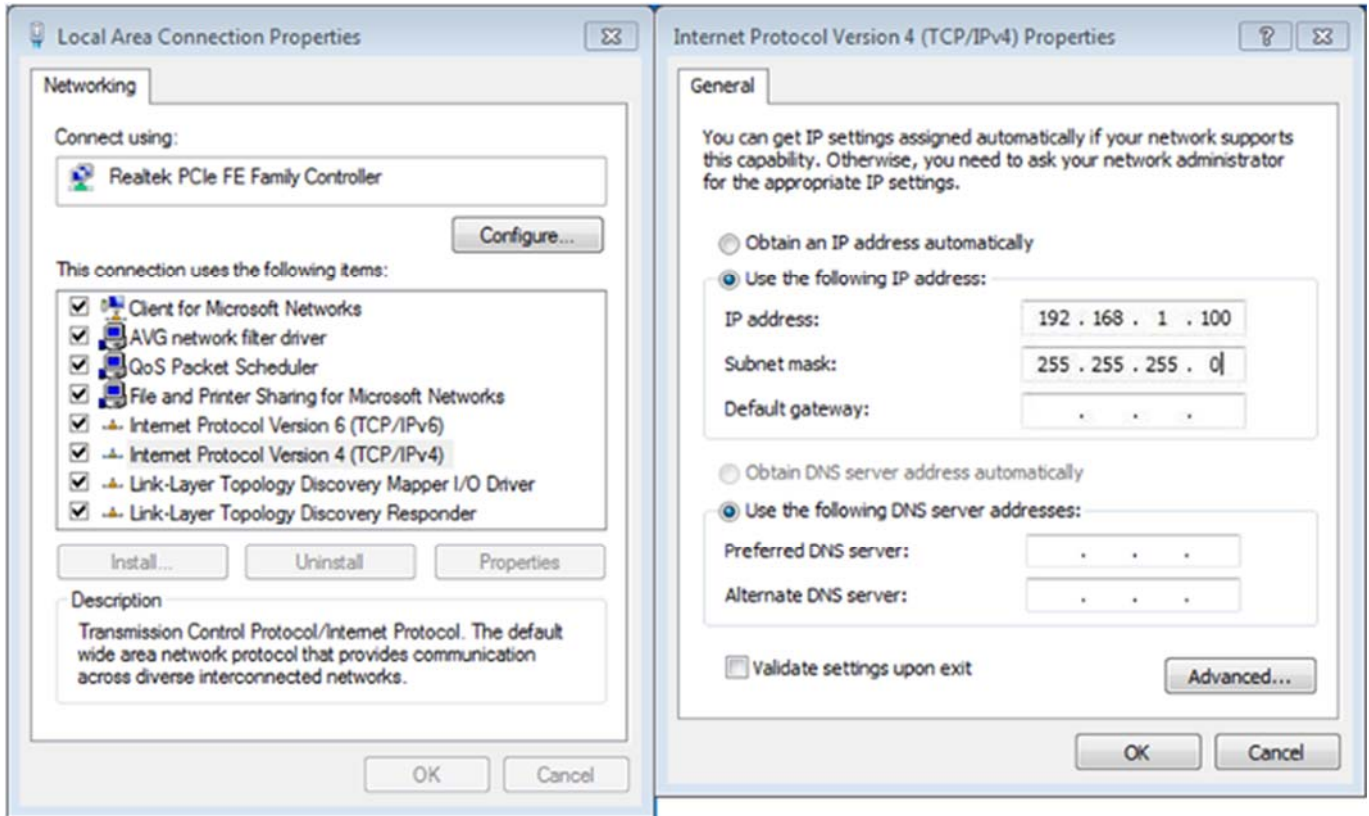 Local Area Connection Properties
Networking
Connect using:
Realtek PCIe FE Family Controller
Configure...
This connection uses the following items:
Client for Microsoft Networks
AVG network filter driver
QoS Packet Scheduler
File and Printer Sharing for Microsoft Networks
Internet Protocol Version 6 (TCP/IPv6)
Internet Protocol Version 4 (TCP/IPv4)
Link-Layer Topology Discovery Mapper I/O Driver
Link-Layer Topology Discovery Responder
Install... Uninstall Properties
Description
Transmission Control Protocol/Internet Protocol. The default
wide area network protocol that provides communication
across diverse interconnected networks.
OK Cancel
Internet Protocol Version 4 (TCP/IPv4) Properties
General
You can get IP settings assigned automatically if your network supports
this capability. Otherwise, you need to ask your network administrator
for the appropriate IP settings.
Obtain an IP address automatically
Use the following IP address:
IP address: 192 . 168 . 1 . 100
Subnet mask: 255 . 255 . 255 . 0
Default gateway: . . .
Obtain DNS server address automatically
Use the following DNS server addresses:
Preferred DNS server: . . .
Alternate DNS server: . . .
Validate settings upon exit
Advanced...
OK Cancel